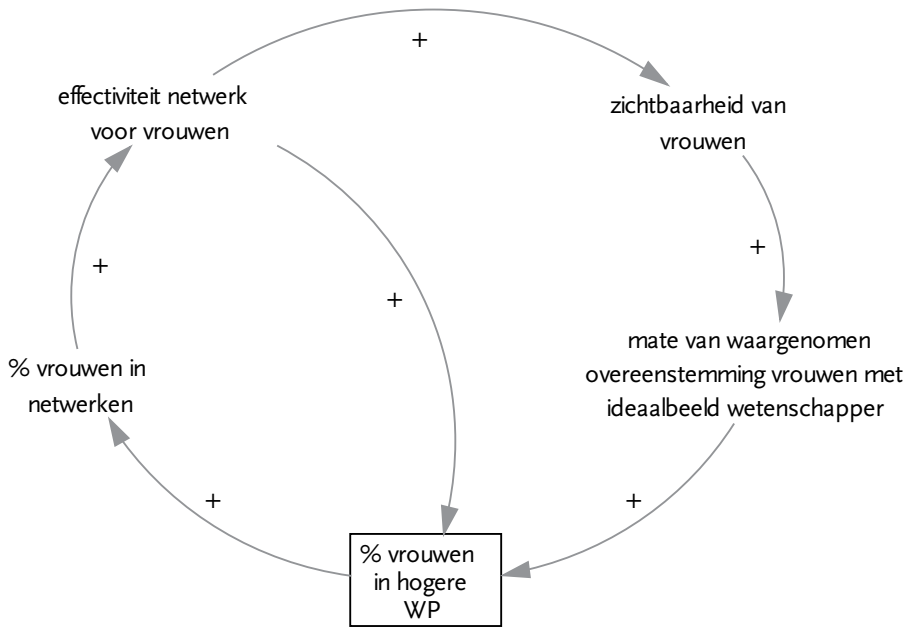 +
effectiviteit netwerk
voor vrouwen
zichtbaarheid van
vrouwen
+
+
+
% vrouwen in
netwerken
mate van waargenomen
overeenstemming vrouwen met
ideaalbeeld wetenschapper
+
+
% vrouwen
in hogere
WP